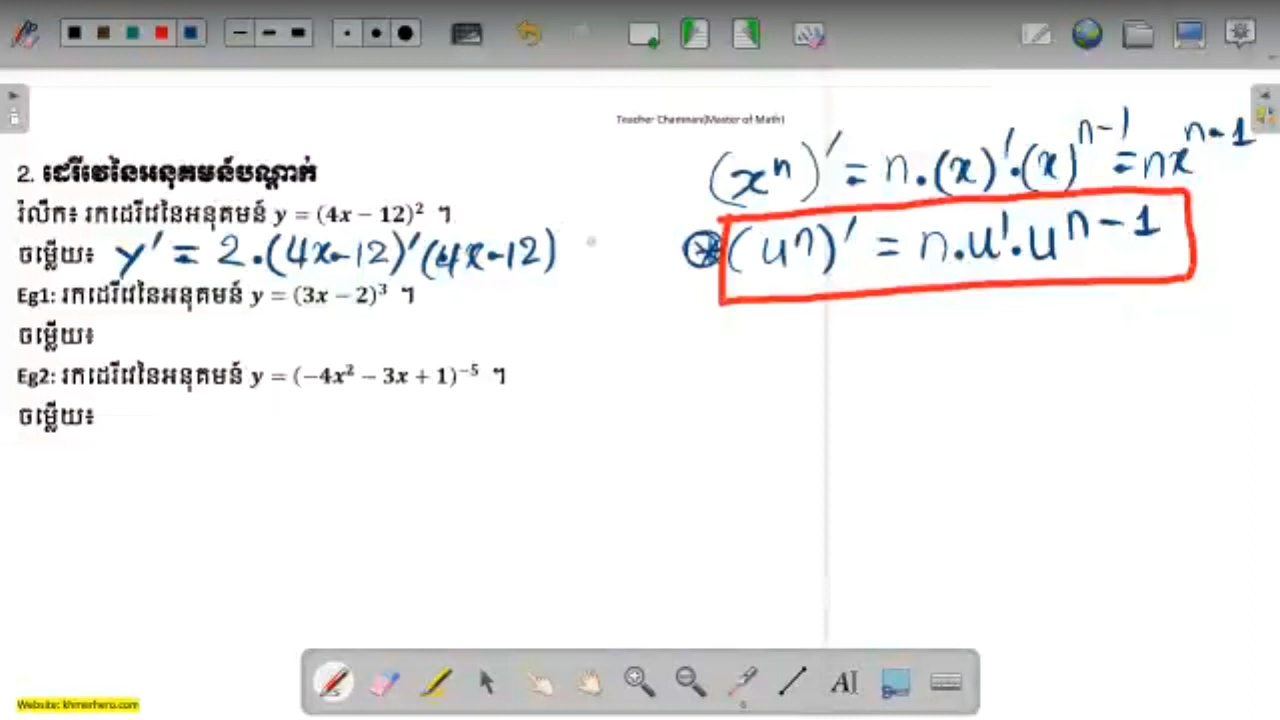 Teacher Chamnan(Master of Math)
2. ដេរីវេនៃអនុគមន៍បណ្តាក់
រំលឹក៖ រកដេរីវេនៃអនុគមន៍ y = (4x − 12)² ។
ចម្លើយ៖ y' = 2.(4x-12)'(4x-12)
Eg1: រកដេរីវេនៃអនុគមន៍ y = (3x − 2)³ ។
ចម្លើយ៖
Eg2: រកដេរីវេនៃអនុគមន៍ y = (−4x² − 3x + 1)⁻⁵ ។
ចម្លើយ៖
(xⁿ)' = n.(x)'.(x)ⁿ⁻¹ = nxⁿ⁻¹
⊛ (uⁿ)' = n.u'.uⁿ⁻¹
AI
Website: khmerhero.com